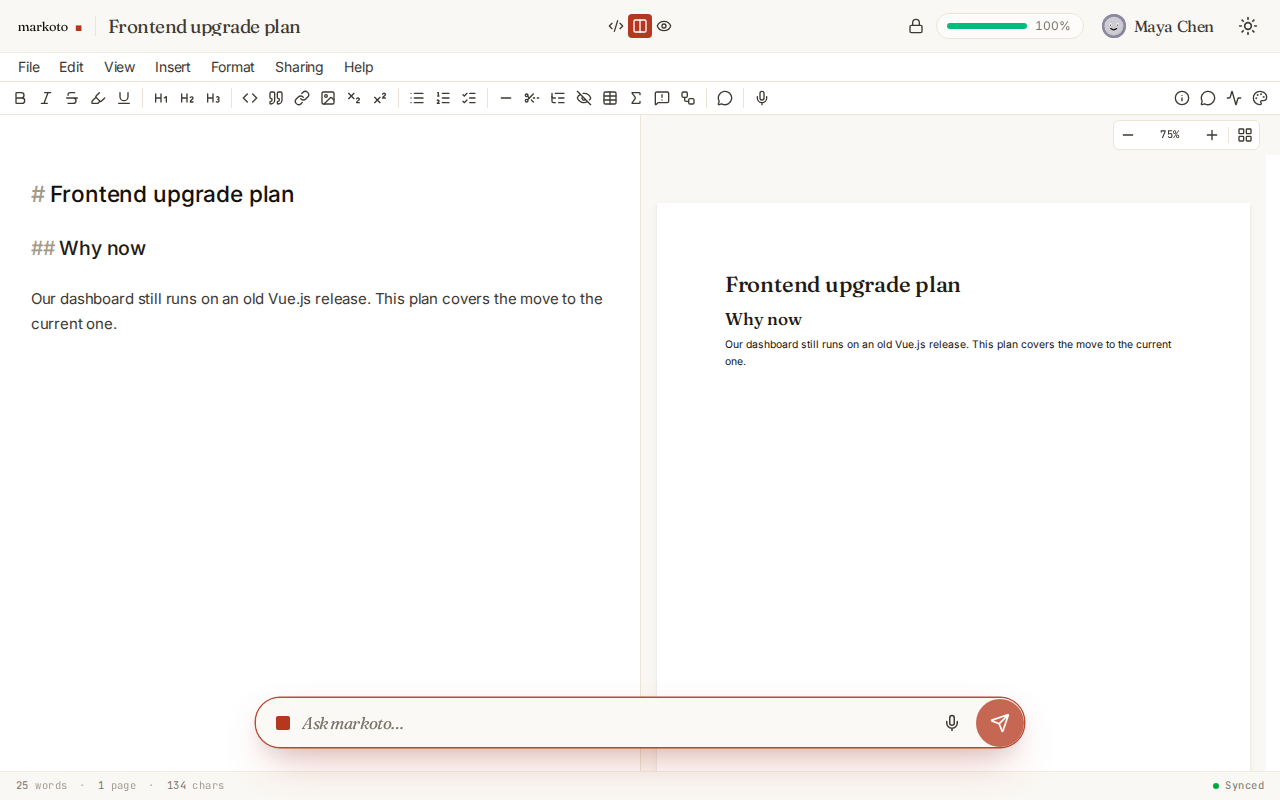 markoto
Frontend upgrade plan
100%
Maya Chen
File Edit View Insert Format Sharing Help
H1 H2 H3
75%
# Frontend upgrade plan
## Why now
Our dashboard still runs on an old Vue.js release. This plan covers the move to the
current one.
Frontend upgrade plan
Why now
Our dashboard still runs on an old Vue.js release. This plan covers the move to the current
one.
Ask markoto...
25 words · 1 page · 134 chars
Synced